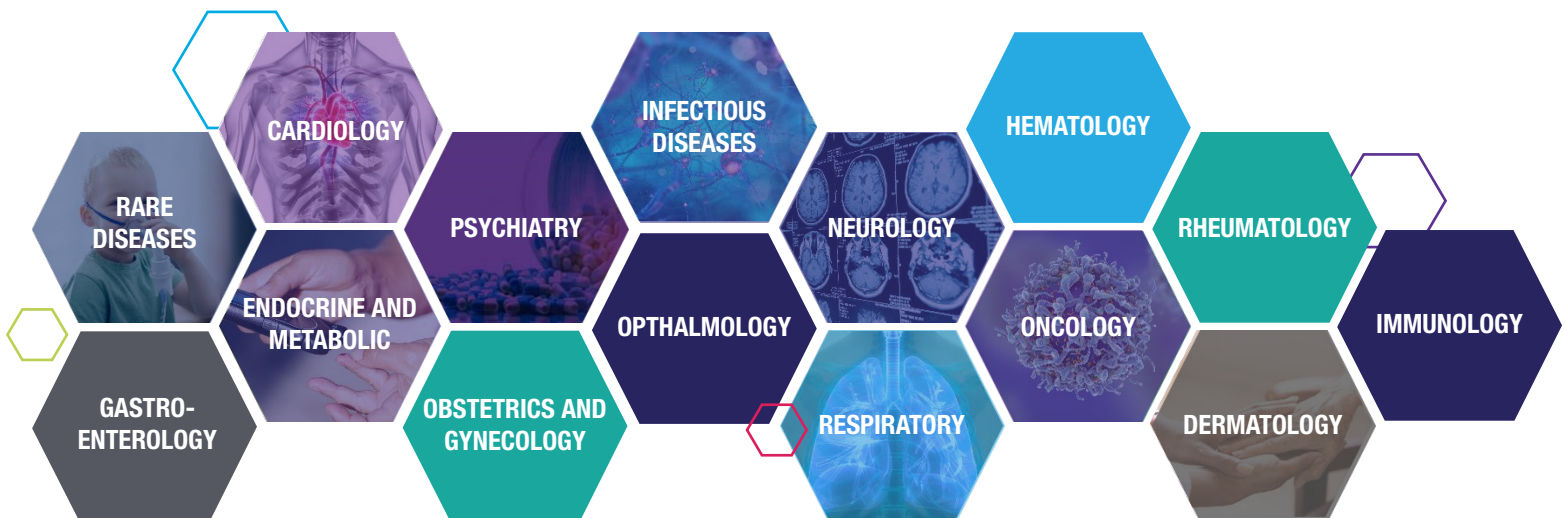 RARE
DISEASES
GASTRO-
ENTEROLOGY
CARDIOLOGY
ENDOCRINE AND
METABOLIC
PSYCHIATRY
OBSTETRICS AND
GYNECOLOGY
INFECTIOUS
DISEASES
OPTHALMOLOGY
NEUROLOGY
RESPIRATORY
HEMATOLOGY
ONCOLOGY
RHEUMATOLOGY
DERMATOLOGY
IMMUNOLOGY